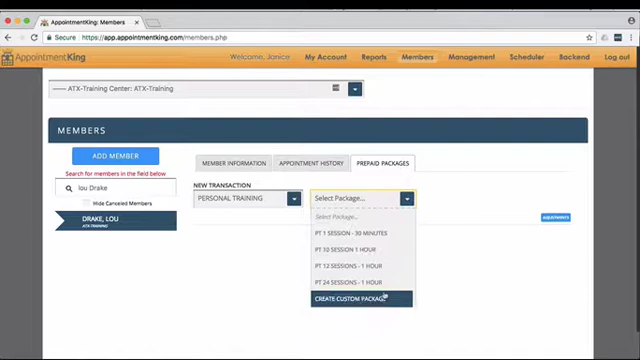 AppointmentKing: Members
Secure https://app.appointmentking.com/members.php
AppointmentKing Welcome, Janice My Account Reports Members Management Scheduler Backend Log out
—— ATX-Training Center: ATX-Training
MEMBERS
ADD MEMBER
Search for members in the field below
lou Drake
Hide Canceled Members
DRAKE, LOU
ATX-TRAINING
MEMBER INFORMATION APPOINTMENT HISTORY PREPAID PACKAGES
NEW TRANSACTION
PERSONAL TRAINING Select Package...
Select Package...
PT 1 SESSION - 30 MINUTES
PT 10 SESSION 1 HOUR
PT 12 SESSIONS - 1 HOUR
PT 24 SESSIONS - 1 HOUR
CREATE CUSTOM PACKAGE
ADJUSTMENTS